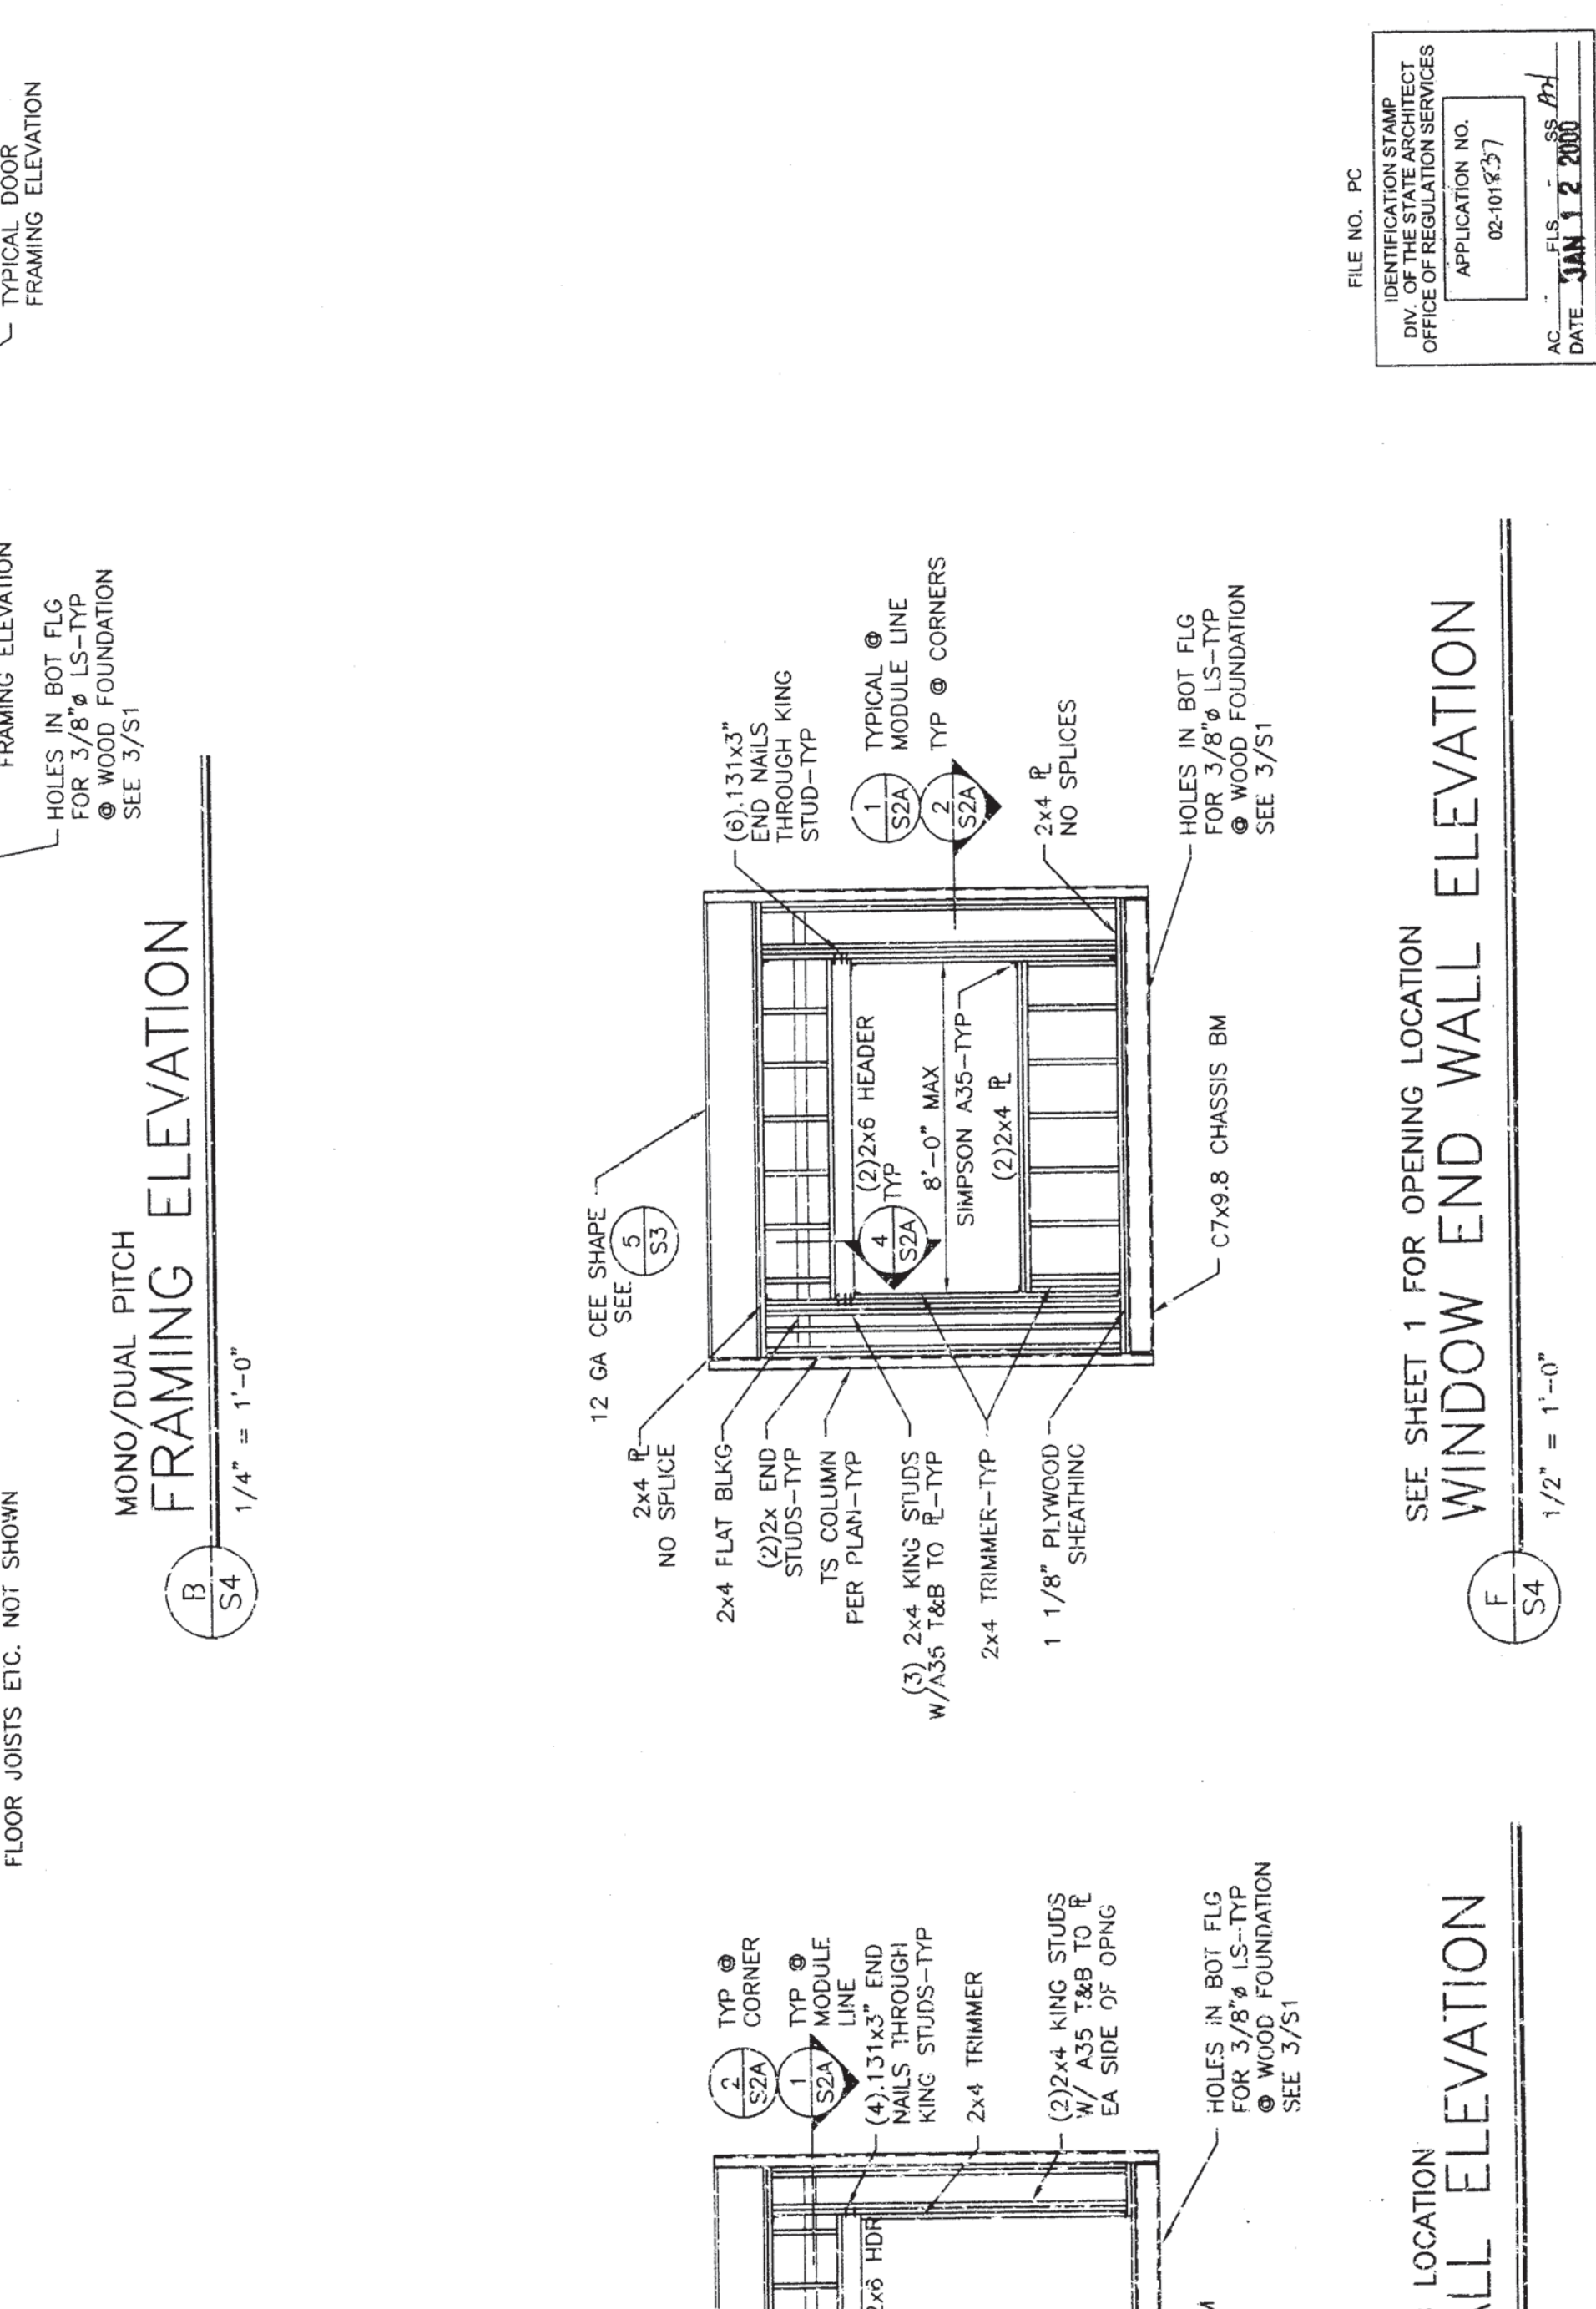 TYPICAL DOOR
FRAMING ELEVATION
FRAMING ELEVATION
HOLES IN BOT FLG
FOR 3/8"ø LS-TYP
@ WOOD FOUNDATION
SEE 3/S1
FLOOR JOISTS ETC. NOT SHOWN
MONO/DUAL PITCH
FRAMING ELEVATION
B
S4
1/4" = 1'-0"
12 GA CEE SHAPE
SEE
5
S3
2x4 ℙL
NO SPLICE
2x4 FLAT BLKG
(2)2x END
STUDS-TYP
TS COLUMN
PER PLAN-TYP
(3) 2x4 KING STUDS
W/A35 T&B TO PL-TYP
2x4 TRIMMER-TYP
1 1/8" PLYWOOD
SHEATHING
(2)2x6 HEADER
TYP
4
S2A
8'-0" MAX
SIMPSON A35-TYP
(2)2x4 PL
C7x9.8 CHASSIS BM
(6).131x3"
END NAILS
THROUGH KING
STUD-TYP
1
S2A
TYPICAL @
MODULE LINE
2
S2A
TYP @ CORNERS
2x4 PL
NO SPLICES
HOLES IN BOT FLG
FOR 3/8"ø LS-TYP
@ WOOD FOUNDATION
SEE 3/S1
SEE SHEET 1 FOR OPENING LOCATION
WINDOW END WALL ELEVATION
F
S4
1/2" = 1'-0"
2
S2A
TYP @
CORNER
1
S2A
TYP @
MODULE
LINE
(4).131x3" END
NAILS THROUGH
KING STUDS-TYP
2x4 TRIMMER
(2)2x4 KING STUDS
W/ A35 T&B TO PL
EA SIDE OF OPNG
2x6 HDR
HOLES IN BOT FLG
FOR 3/8"ø LS-TYP
@ WOOD FOUNDATION
SEE 3/S1
LOCATION
ALL ELEVATION
FILE NO. PC
IDENTIFICATION STAMP
DIV. OF THE STATE ARCHITECT
OFFICE OF REGULATION SERVICES
APPLICATION NO.
02-101837
AC - FLS - SS
DATE JAN 12 2000